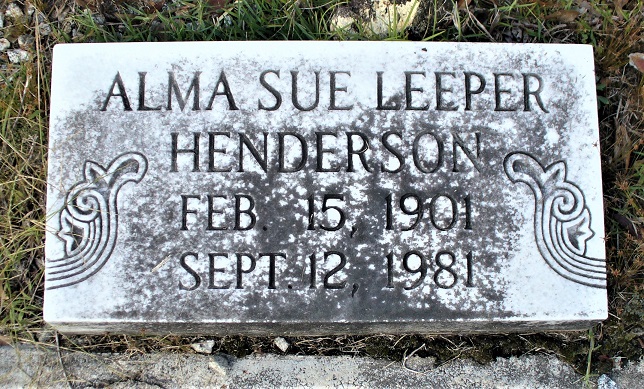 ALMA SUE LEEPER
HENDERSON
FEB. 15, 1901
SEPT. 12, 1981